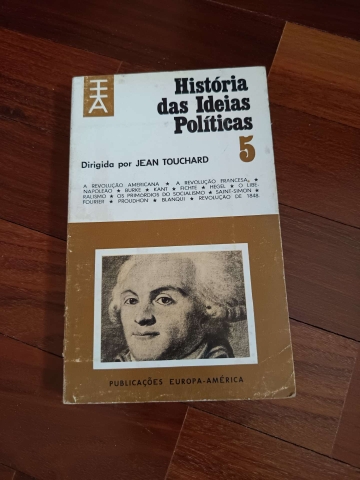 História
das Ideias
Políticas
5
Dirigida por JEAN TOUCHARD
A REVOLUÇÃO AMERICANA ★ A REVOLUÇÃO FRANCESA ★
NAPOLEÃO ★ BURKE ★ KANT ★ FICHTE ★ HEGEL ★ O LIBE-
RALISMO ★ OS PRIMÓRDIOS DO SOCIALISMO ★ SAINT-SIMON ★
FOURIER ★ PROUDHON ★ BLANQUI ★ REVOLUÇÃO DE 1848
PUBLICAÇÕES EUROPA-AMÉRICA